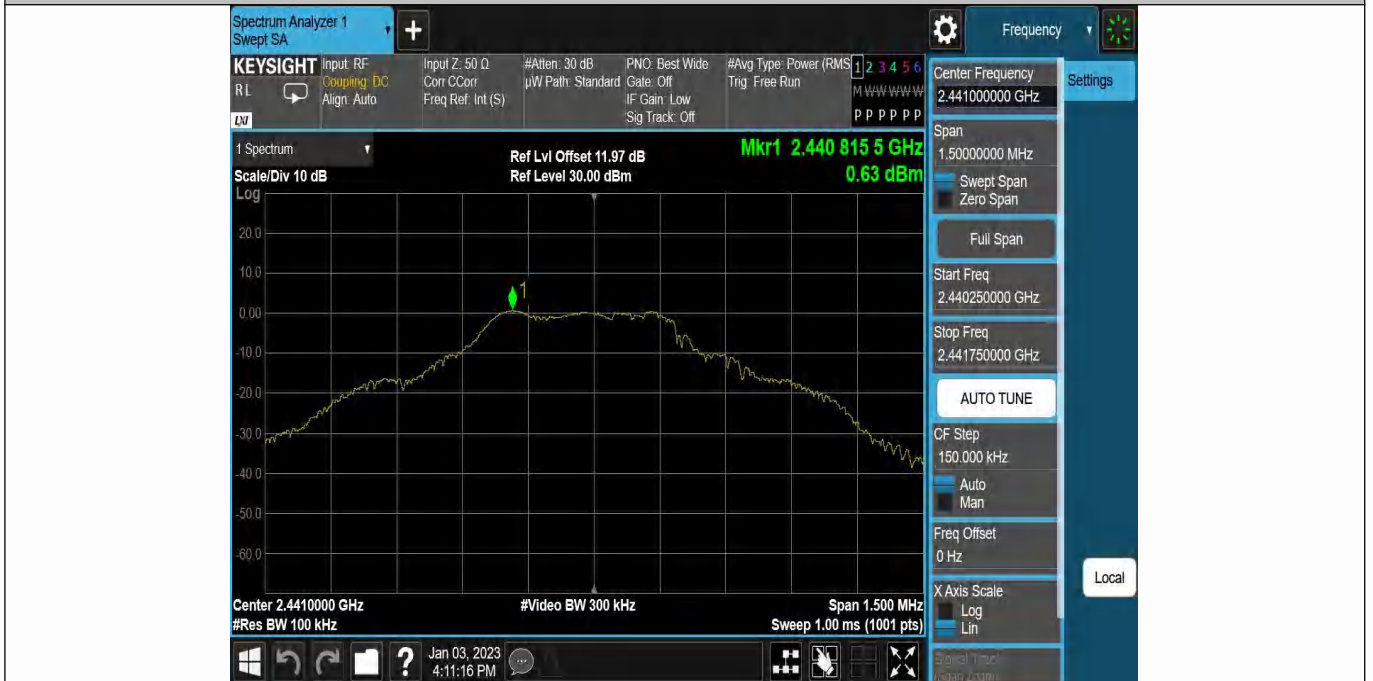 Spectrum Analyzer 1
Swept SA
+
Frequency
KEYSIGHT
RL
LXI
Input: RF
Coupling: DC
Align: Auto
Input Z: 50 Ω
Corr CCorr
Freq Ref: Int (S)
#Atten: 30 dB
µW Path: Standard
PNO: Best Wide
Gate: Off
IF Gain: Low
Sig Track: Off
#Avg Type: Power (RMS
Trig: Free Run
1 2 3 4 5 6
M W W W W W
P P P P P P
1 Spectrum
Scale/Div 10 dB
Ref Lvl Offset 11.97 dB
Ref Level 30.00 dBm
Mkr1 2.440 815 5 GHz
0.63 dBm
Log
20.0
10.0
0.00
-10.0
-20.0
-30.0
-40.0
-50.0
-60.0
1
Center 2.4410000 GHz
#Res BW 100 kHz
#Video BW 300 kHz
Span 1.500 MHz
Sweep 1.00 ms (1001 pts)
Center Frequency
2.441000000 GHz
Settings
Span
1.50000000 MHz
Swept Span
Zero Span
Full Span
Start Freq
2.440250000 GHz
Stop Freq
2.441750000 GHz
AUTO TUNE
CF Step
150.000 kHz
Auto
Man
Freq Offset
0 Hz
X Axis Scale
Log
Lin
Local
Signal Track
(Span Zoom)
?
Jan 03, 2023
4:11:16 PM